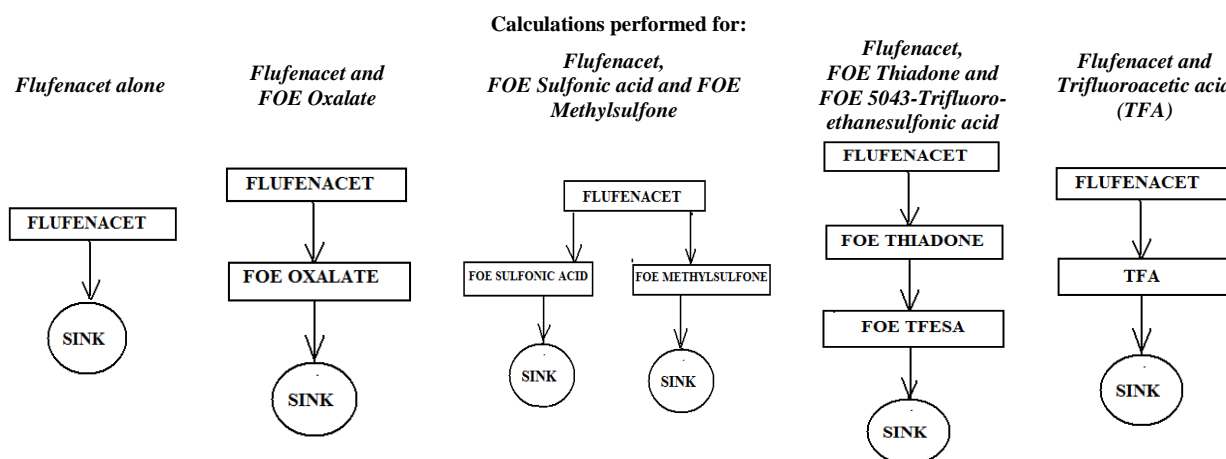 Calculations performed for:
Flufenacet alone
Flufenacet and
FOE Oxalate
Flufenacet,
FOE Sulfonic acid and FOE
Methylsulfone
Flufenacet,
FOE Thiadone and
FOE 5043-Trifluoro-
ethanesulfonic acid
Flufenacet and
Trifluoroacetic acid
(TFA)
FLUFENACET
SINK
FLUFENACET
FOE OXALATE
SINK
FLUFENACET
FOE SULFONIC ACID
FOE METHYLSULFONE
SINK
SINK
FLUFENACET
FOE THIADONE
FOE TFESA
SINK
FLUFENACET
TFA
SINK